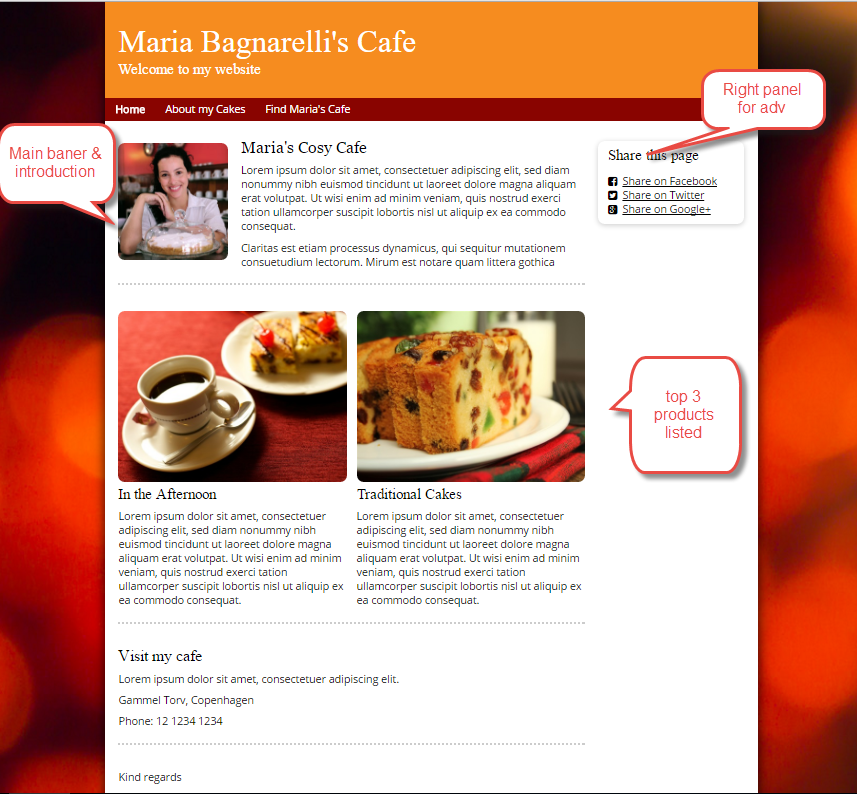 Maria Bagnarelli's Cafe
Welcome to my website
Home About my Cakes Find Maria's Cafe
Right panel
for adv
Main baner &
introduction
Maria's Cosy Cafe
Lorem ipsum dolor sit amet, consectetuer adipiscing elit, sed diam
nonummy nibh euismod tincidunt ut laoreet dolore magna aliquam
erat volutpat. Ut wisi enim ad minim veniam, quis nostrud exerci
tation ullamcorper suscipit lobortis nisl ut aliquip ex ea commodo
consequat.
Claritas est etiam processus dynamicus, qui sequitur mutationem
consuetudium lectorum. Mirum est notare quam littera gothica
Share this page
Share on Facebook
Share on Twitter
Share on Google+
top 3
products
listed
In the Afternoon
Lorem ipsum dolor sit amet, consectetuer
adipiscing elit, sed diam nonummy nibh
euismod tincidunt ut laoreet dolore magna
aliquam erat volutpat. Ut wisi enim ad minim
veniam, quis nostrud exerci tation
ullamcorper suscipit lobortis nisl ut aliquip ex
ea commodo consequat.
Traditional Cakes
Lorem ipsum dolor sit amet, consectetuer
adipiscing elit, sed diam nonummy nibh
euismod tincidunt ut laoreet dolore magna
aliquam erat volutpat. Ut wisi enim ad minim
veniam, quis nostrud exerci tation
ullamcorper suscipit lobortis nisl ut aliquip ex
ea commodo consequat.
Visit my cafe
Lorem ipsum dolor sit amet, consectetuer adipiscing elit.
Gammel Torv, Copenhagen
Phone: 12 1234 1234
Kind regards